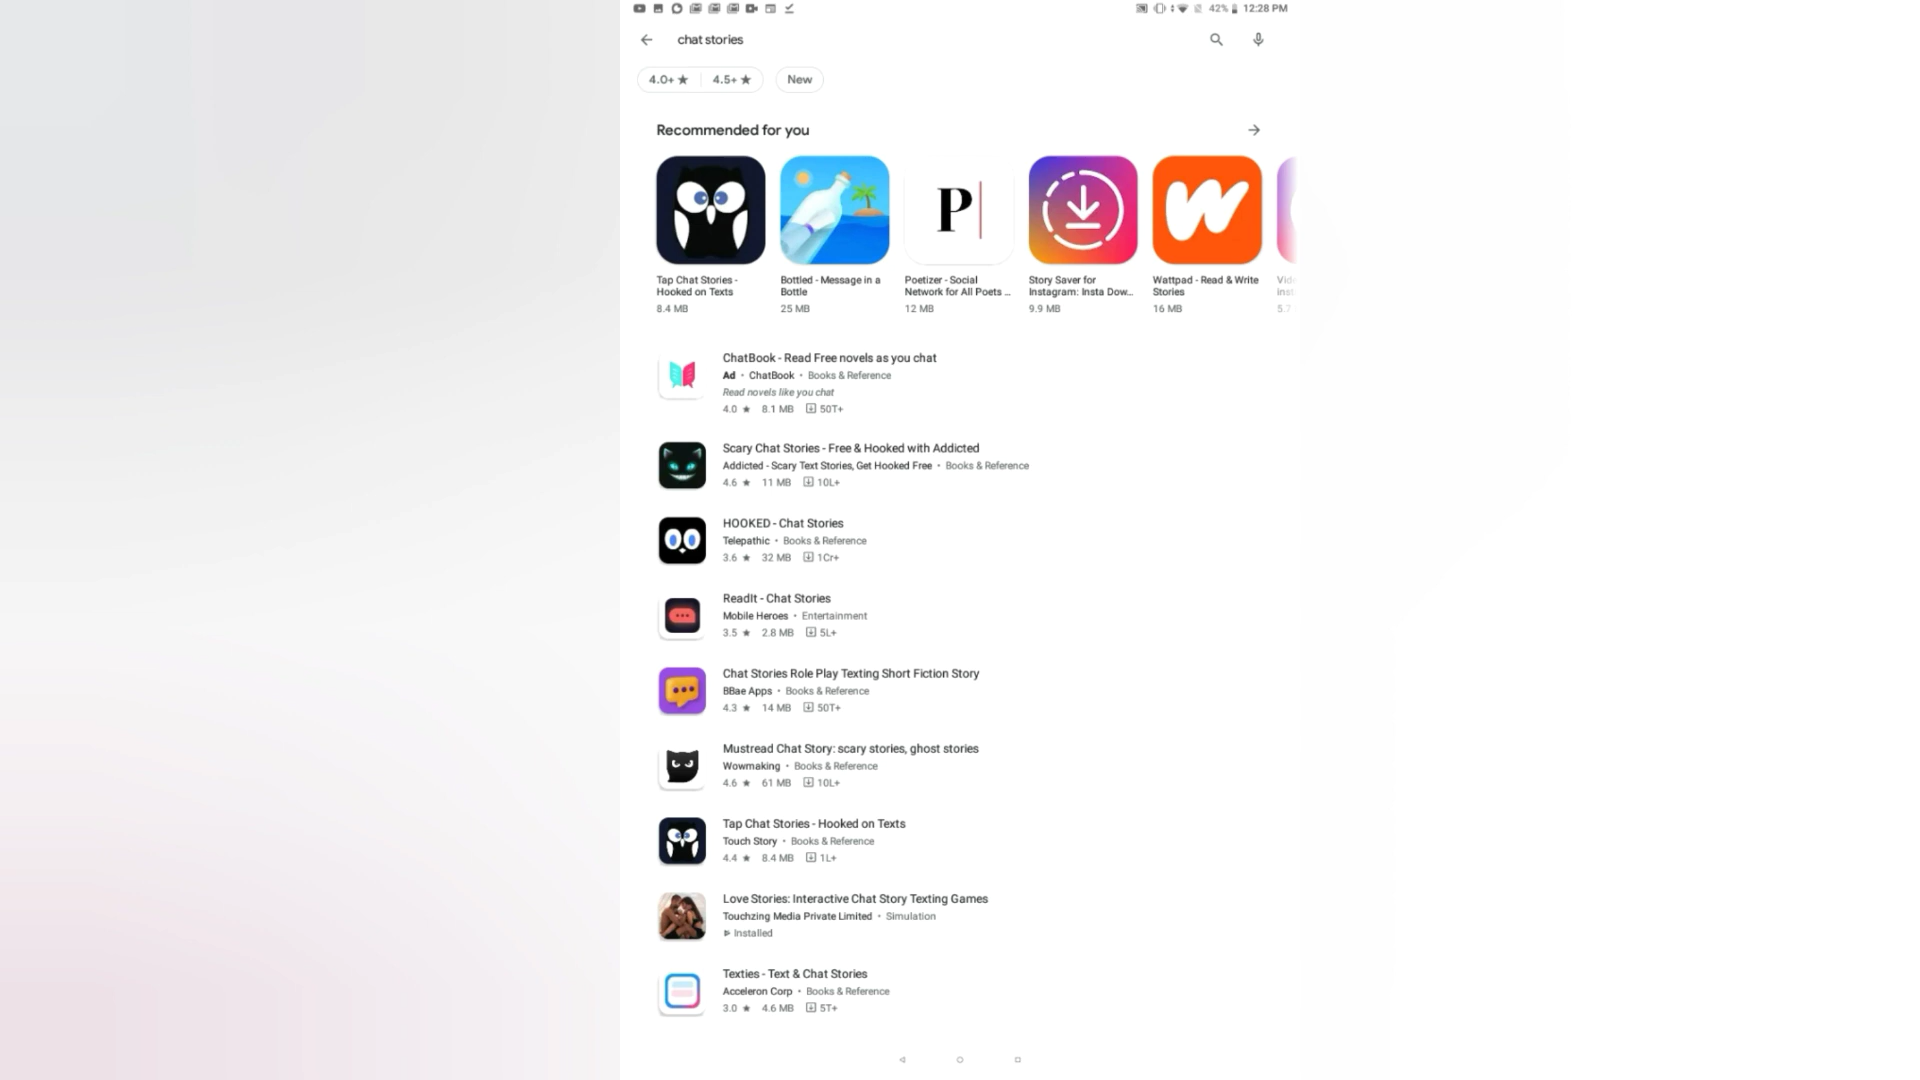 42% 12:28 PM
chat stories
4.0+ ★ 4.5+ ★ New
Recommended for you
Tap Chat Stories -
Hooked on Texts
8.4 MB
Bottled - Message in a
Bottle
25 MB
P
Poetizer - Social
Network for All Poets ...
12 MB
Story Saver for
Instagram: Insta Dow...
9.9 MB
Wattpad - Read & Write
Stories
16 MB
5.7
ChatBook - Read Free novels as you chat
Ad • ChatBook • Books & Reference
Read novels like you chat
4.0 ★ 8.1 MB 50T+
Scary Chat Stories - Free & Hooked with Addicted
Addicted - Scary Text Stories, Get Hooked Free • Books & Reference
4.6 ★ 11 MB 10L+
HOOKED - Chat Stories
Telepathic • Books & Reference
3.6 ★ 32 MB 1Cr+
ReadIt - Chat Stories
Mobile Heroes • Entertainment
3.5 ★ 2.8 MB 5L+
Chat Stories Role Play Texting Short Fiction Story
BBae Apps • Books & Reference
4.3 ★ 14 MB 50T+
Mustread Chat Story: scary stories, ghost stories
Wowmaking • Books & Reference
4.6 ★ 61 MB 10L+
Tap Chat Stories - Hooked on Texts
Touch Story • Books & Reference
4.4 ★ 8.4 MB 1L+
Love Stories: Interactive Chat Story Texting Games
Touchzing Media Private Limited • Simulation
Installed
Texties - Text & Chat Stories
Acceleron Corp • Books & Reference
3.0 ★ 4.6 MB 5T+